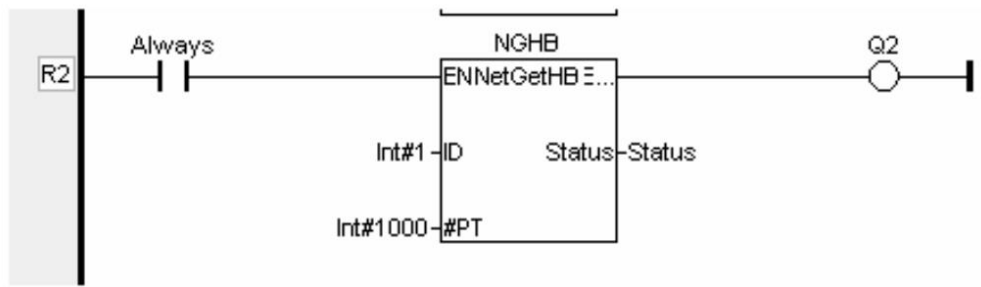 Always
NGHB
Q2
R2
ENNetGetHB E...
Int#1
ID
Status
Status
Int#1000
#PT